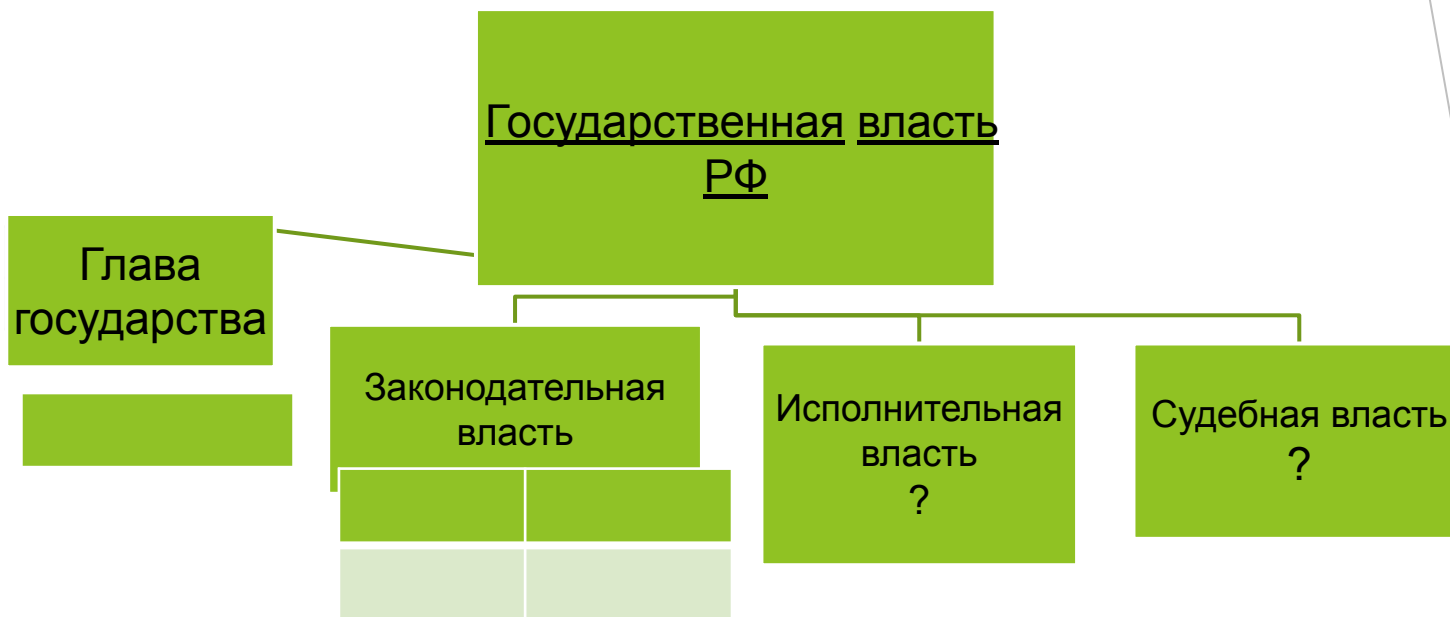 Государственная власть
РФ
Глава
государства
Законодательная
власть
Исполнительная
власть
?
Судебная власть
?